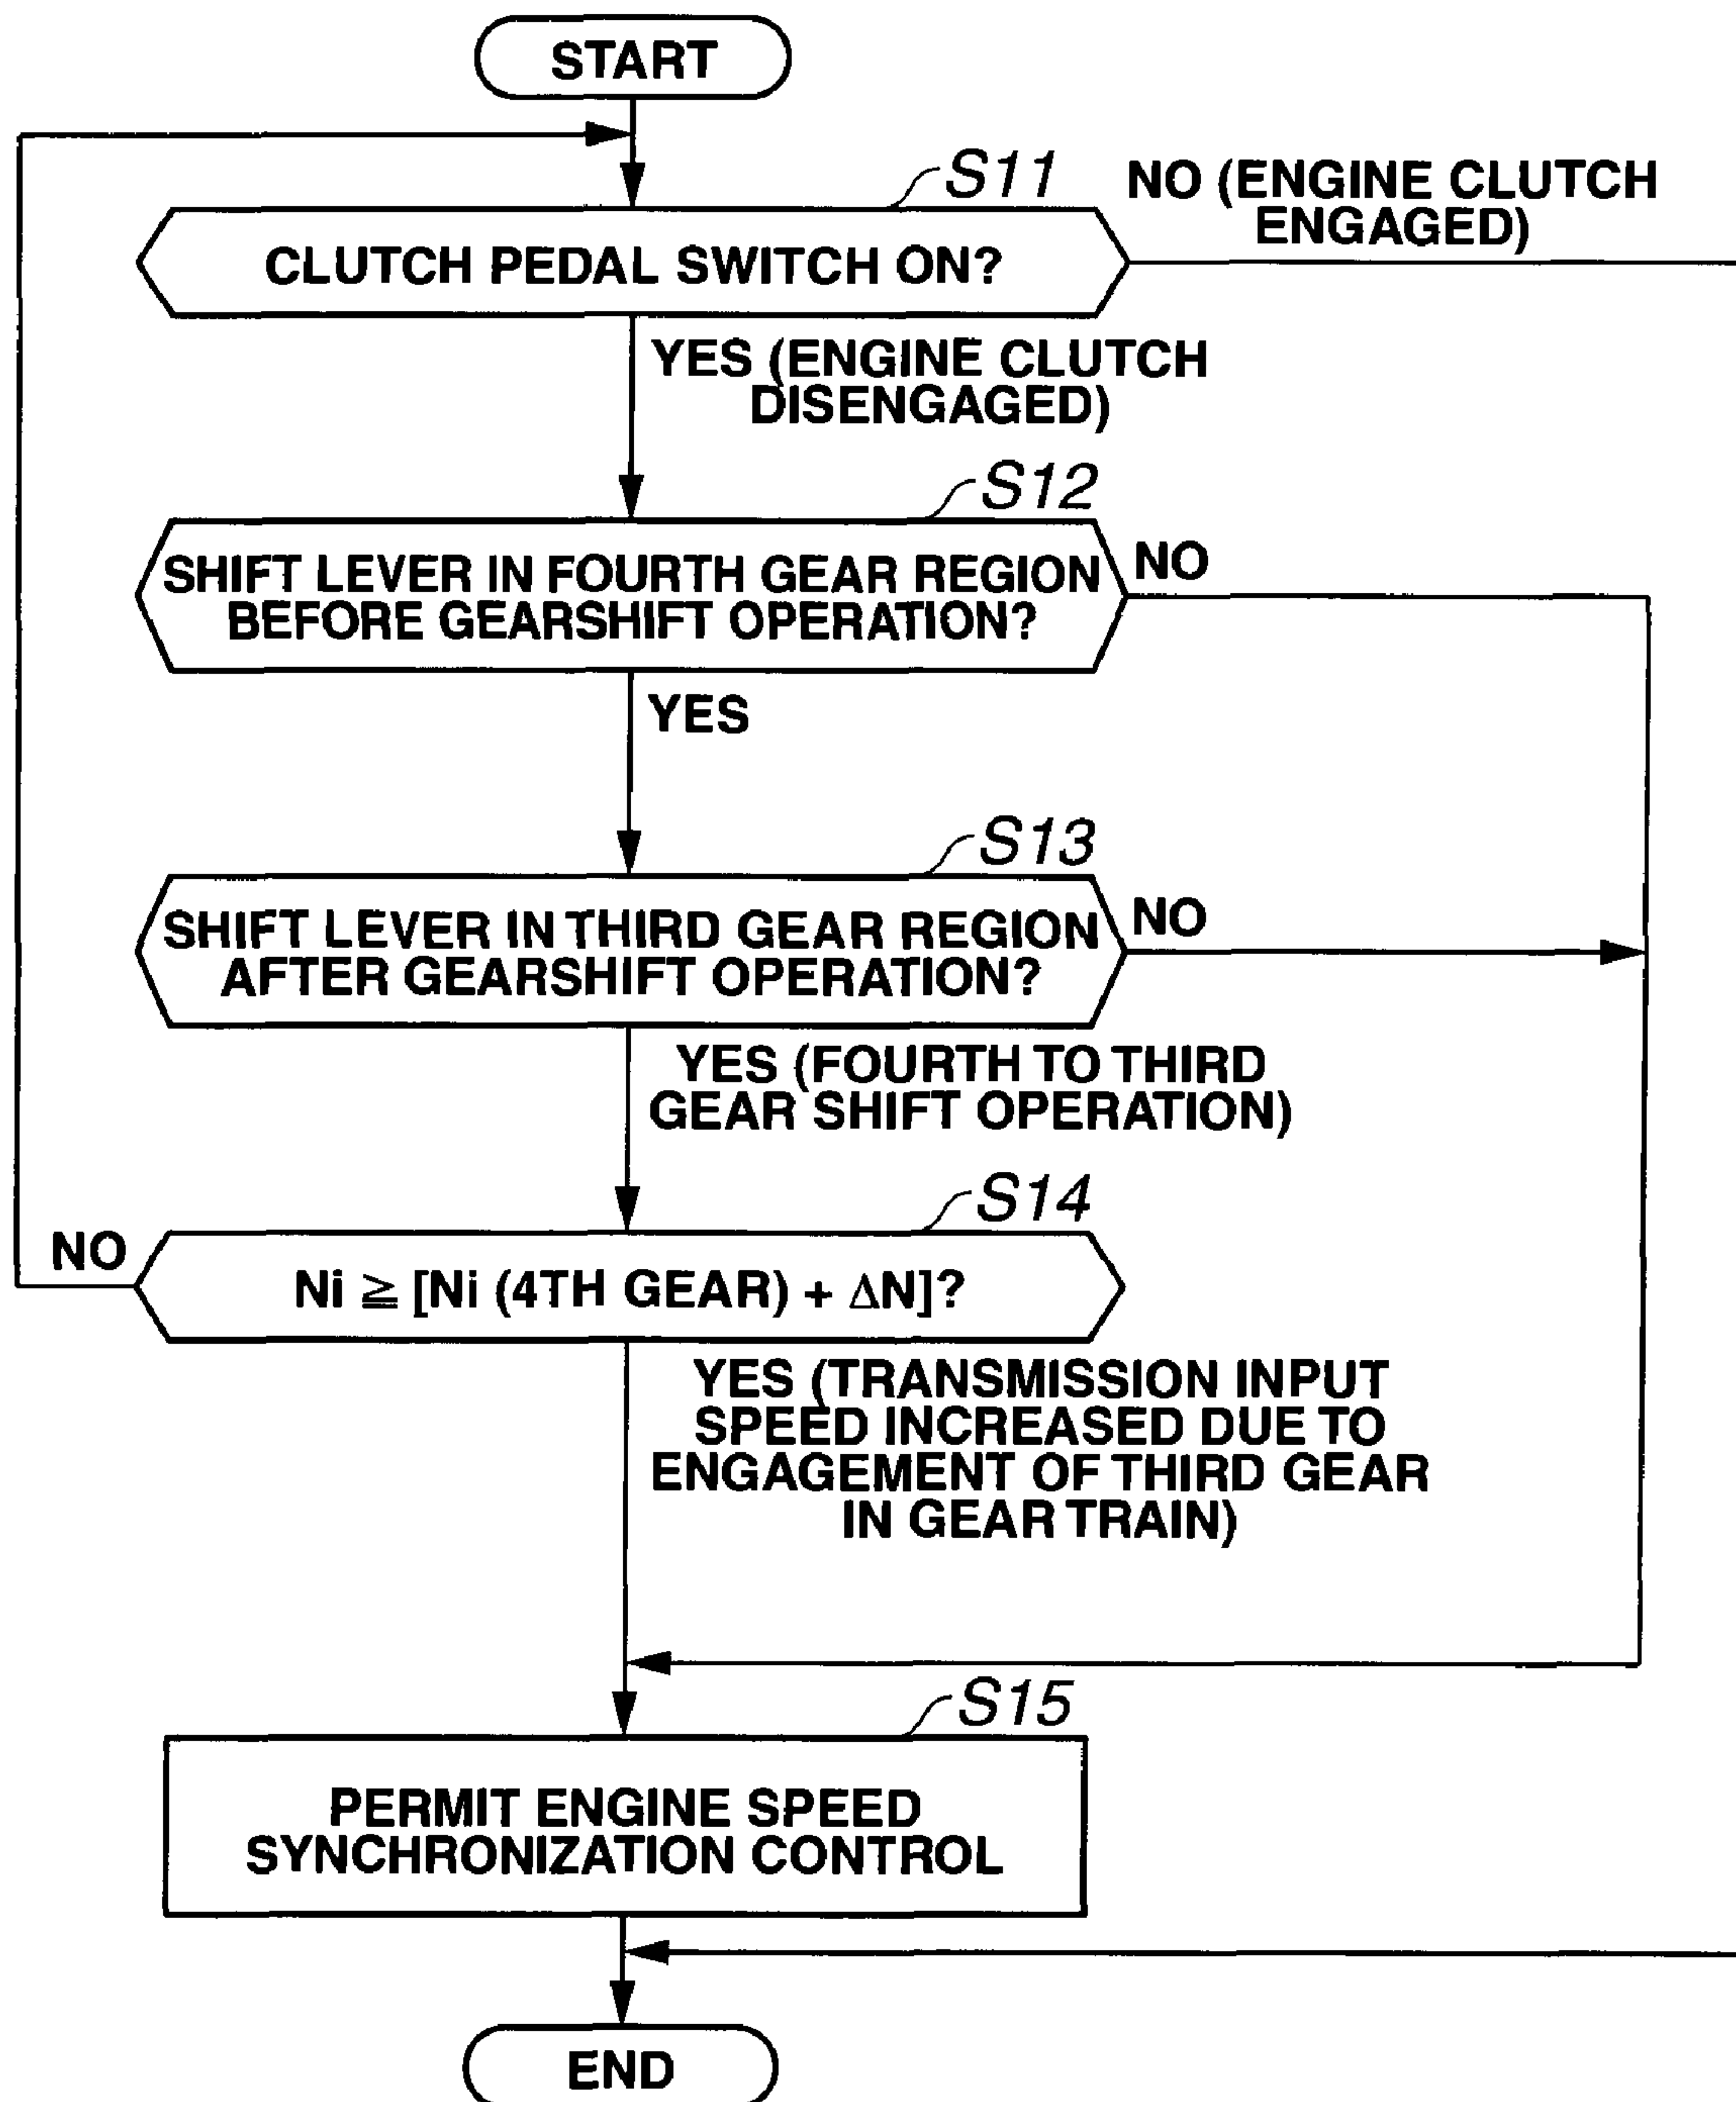 START
S11
NO (ENGINE CLUTCH
ENGAGED)
CLUTCH PEDAL SWITCH ON?
YES (ENGINE CLUTCH
DISENGAGED)
S12
SHIFT LEVER IN FOURTH GEAR REGION
BEFORE GEARSHIFT OPERATION?
NO
YES
S13
SHIFT LEVER IN THIRD GEAR REGION
AFTER GEARSHIFT OPERATION?
NO
YES (FOURTH TO THIRD
GEAR SHIFT OPERATION)
S14
NO
Ni ≧ [Ni (4TH GEAR) + ΔN]?
YES (TRANSMISSION INPUT
SPEED INCREASED DUE TO
ENGAGEMENT OF THIRD GEAR
IN GEAR TRAIN)
S15
PERMIT ENGINE SPEED
SYNCHRONIZATION CONTROL
END